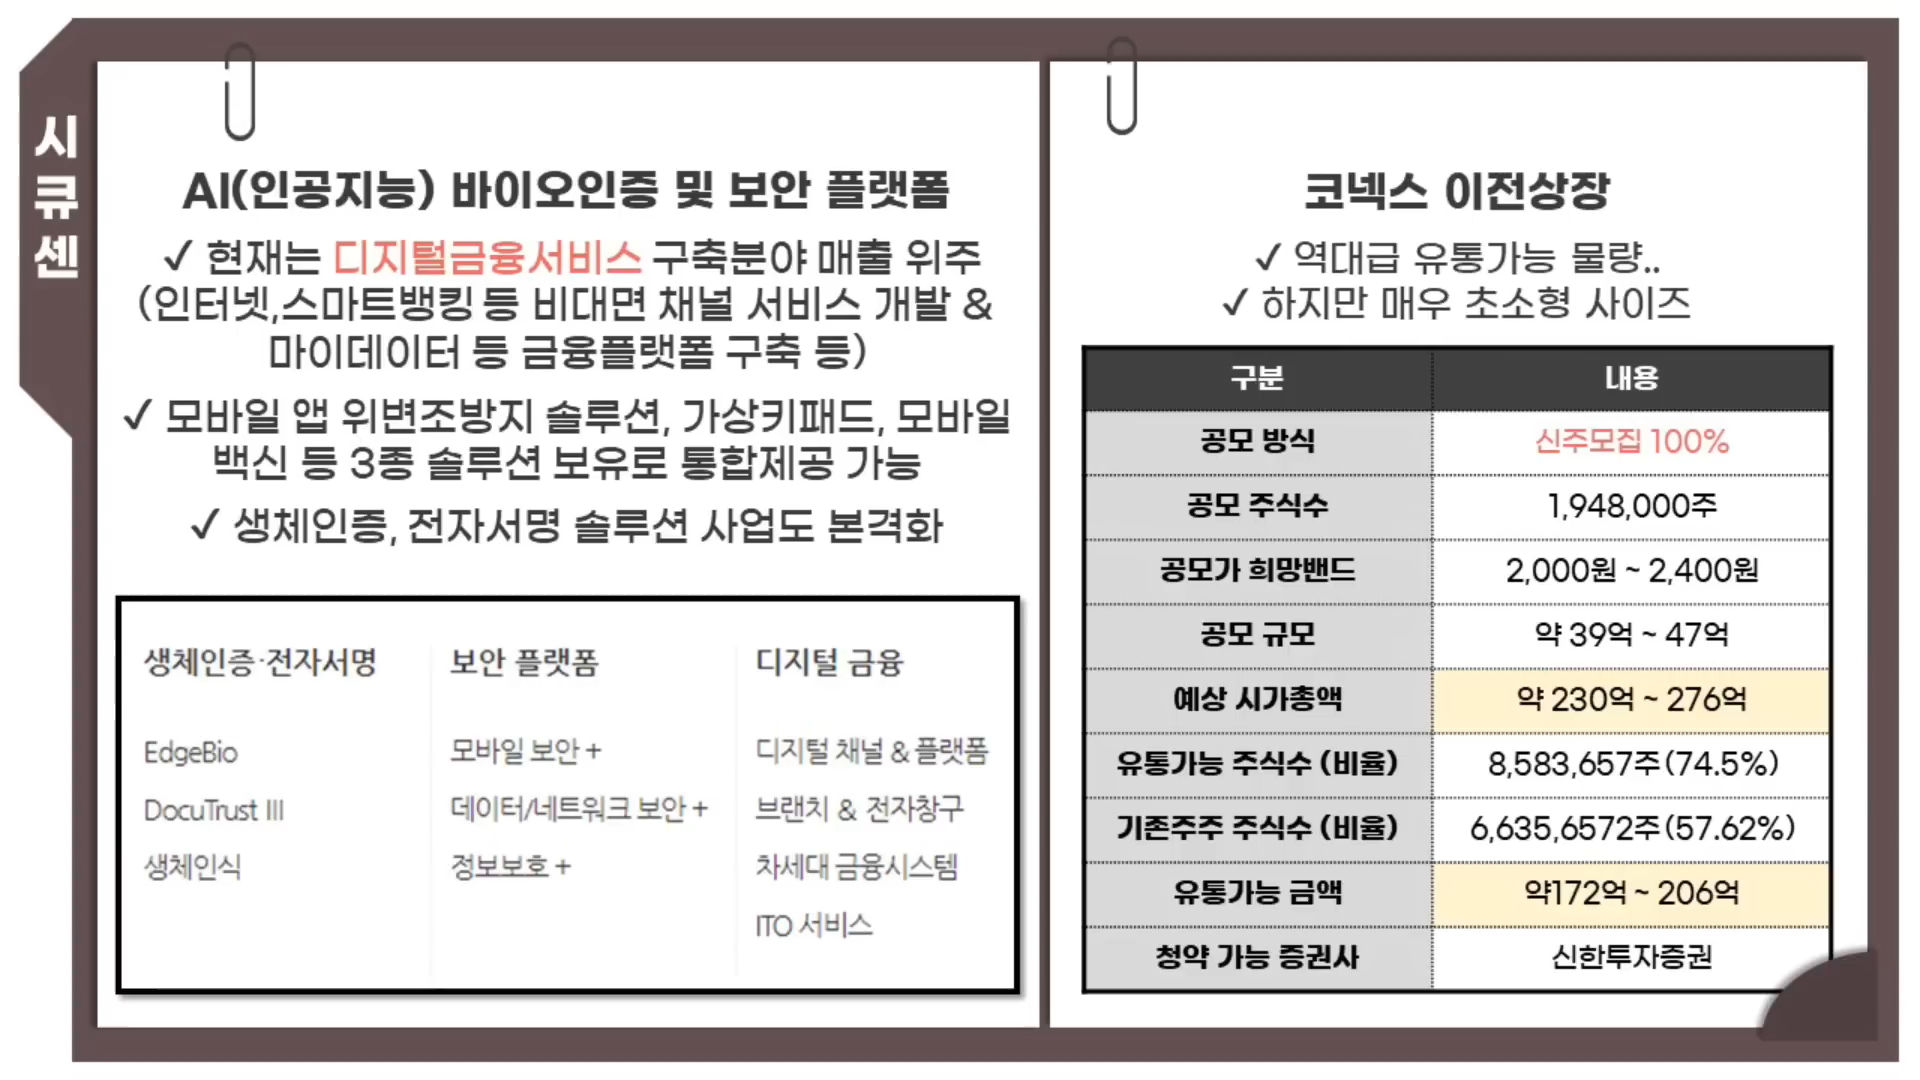 시큐센
AI(인공지능) 바이오인증 및 보안 플랫폼
✓ 현재는 디지털금융서비스 구축분야 매출 위주
(인터넷,스마트뱅킹 등 비대면 채널 서비스 개발 &
마이데이터 등 금융플랫폼 구축 등)
✓ 모바일 앱 위변조방지 솔루션, 가상키패드, 모바일
백신 등 3종 솔루션 보유로 통합제공 가능
✓ 생체인증, 전자서명 솔루션 사업도 본격화
생체인증·전자서명
EdgeBio
DocuTrust III
생체인식
보안 플랫폼
모바일 보안 +
데이터/네트워크 보안 +
정보보호 +
디지털 금융
디지털 채널 & 플랫폼
브랜치 & 전자창구
차세대 금융시스템
ITO 서비스
코넥스 이전상장
✓ 역대급 유통가능 물량..
✓ 하지만 매우 초소형 사이즈
구분 내용
공모 방식 신주모집 100%
공모 주식수 1,948,000주
공모가 희망밴드 2,000원 ~ 2,400원
공모 규모 약 39억 ~ 47억
예상 시가총액 약 230억 ~ 276억
유통가능 주식수 (비율) 8,583,657주(74.5%)
기존주주 주식수 (비율) 6,635,6572주(57.62%)
유통가능 금액 약172억 ~ 206억
청약 가능 증권사 신한투자증권